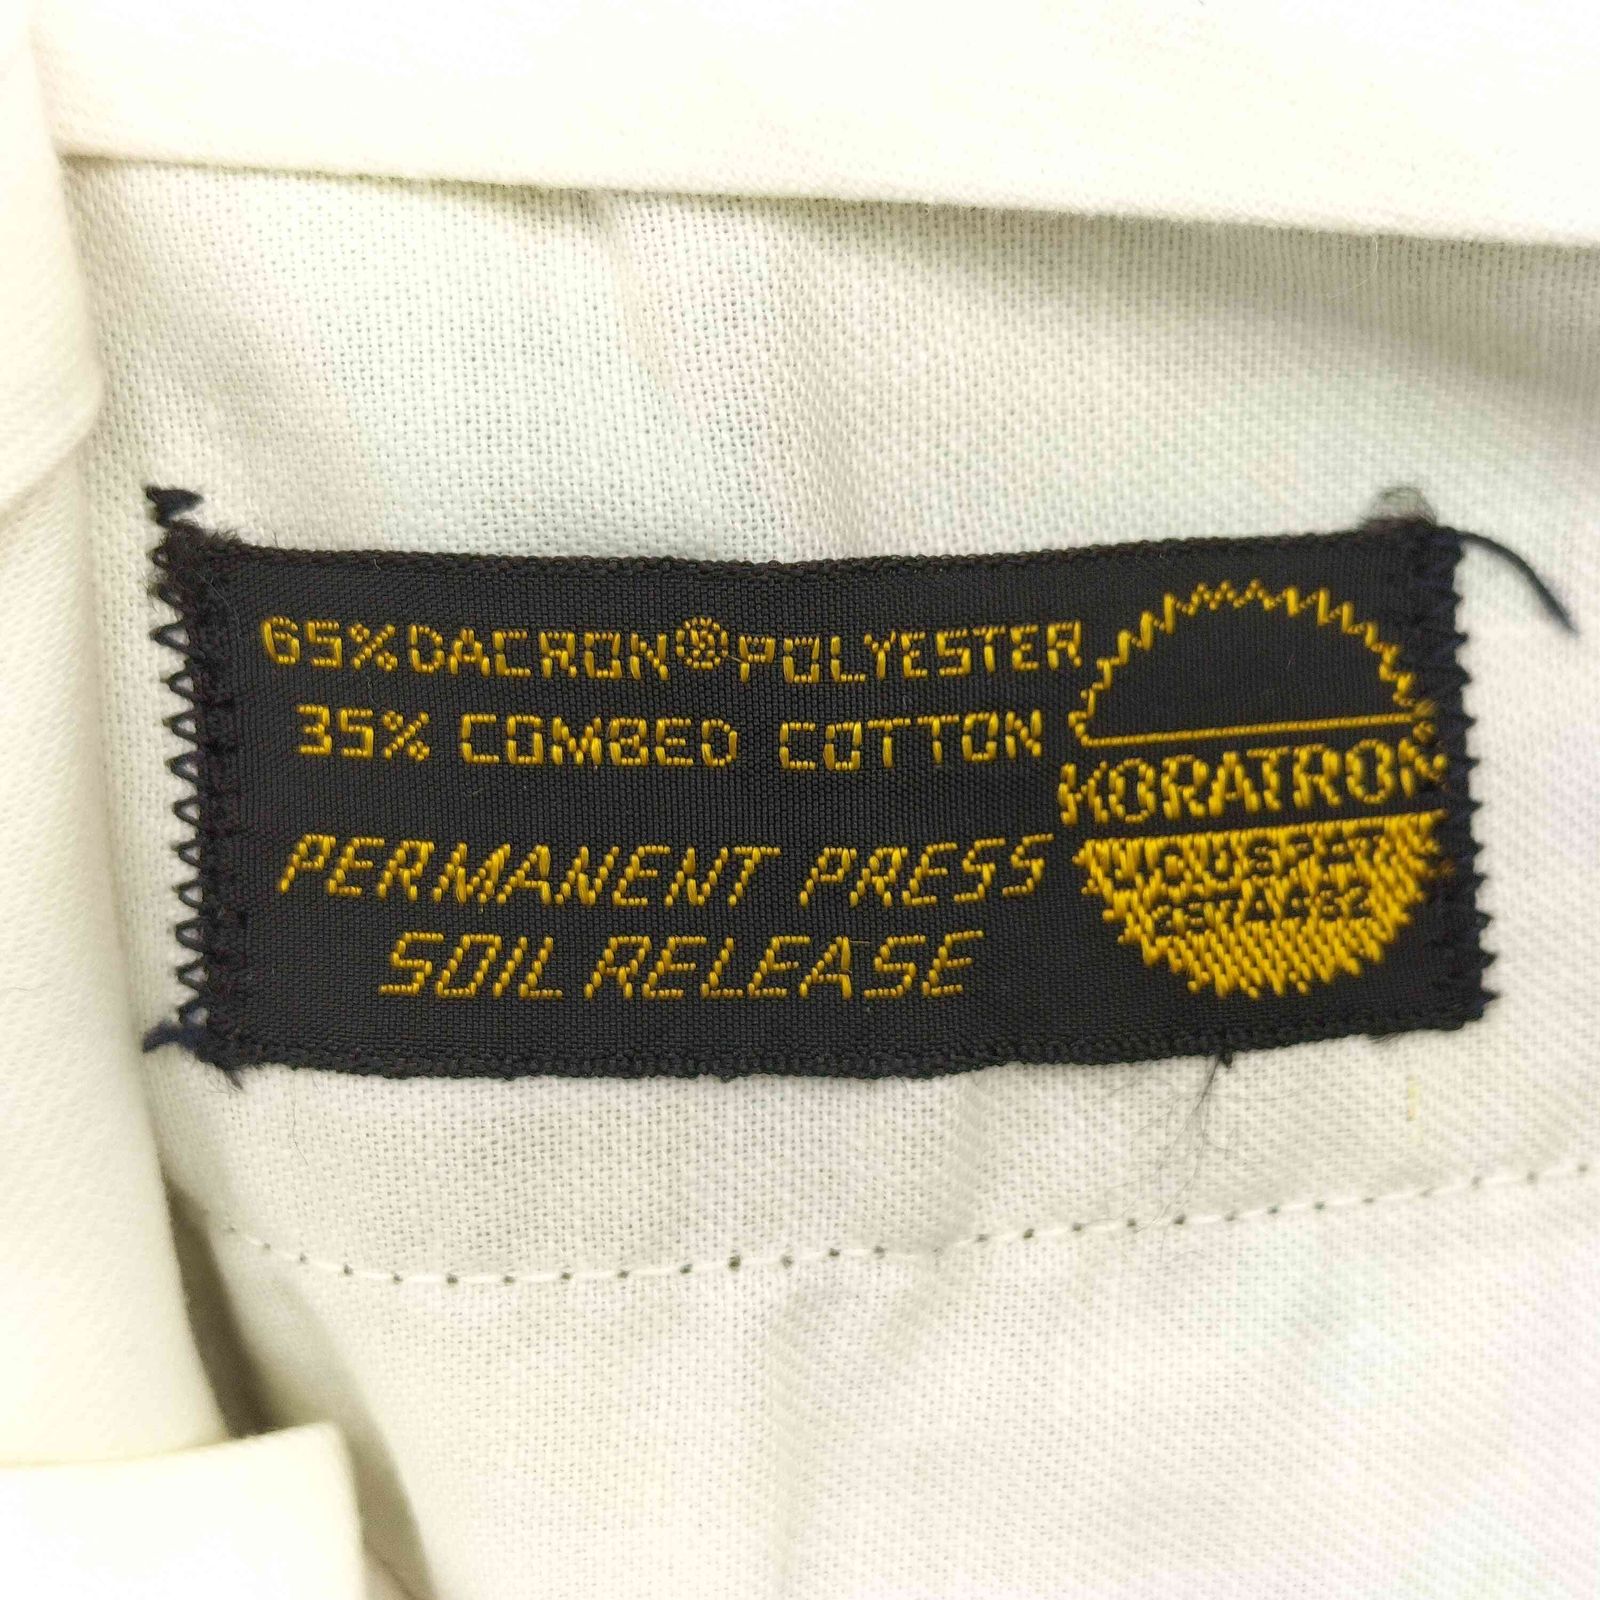 65% DACRON® POLYESTER
35% COMBED COTTON
PERMANENT PRESS
SOIL RELEASE
KORATRON